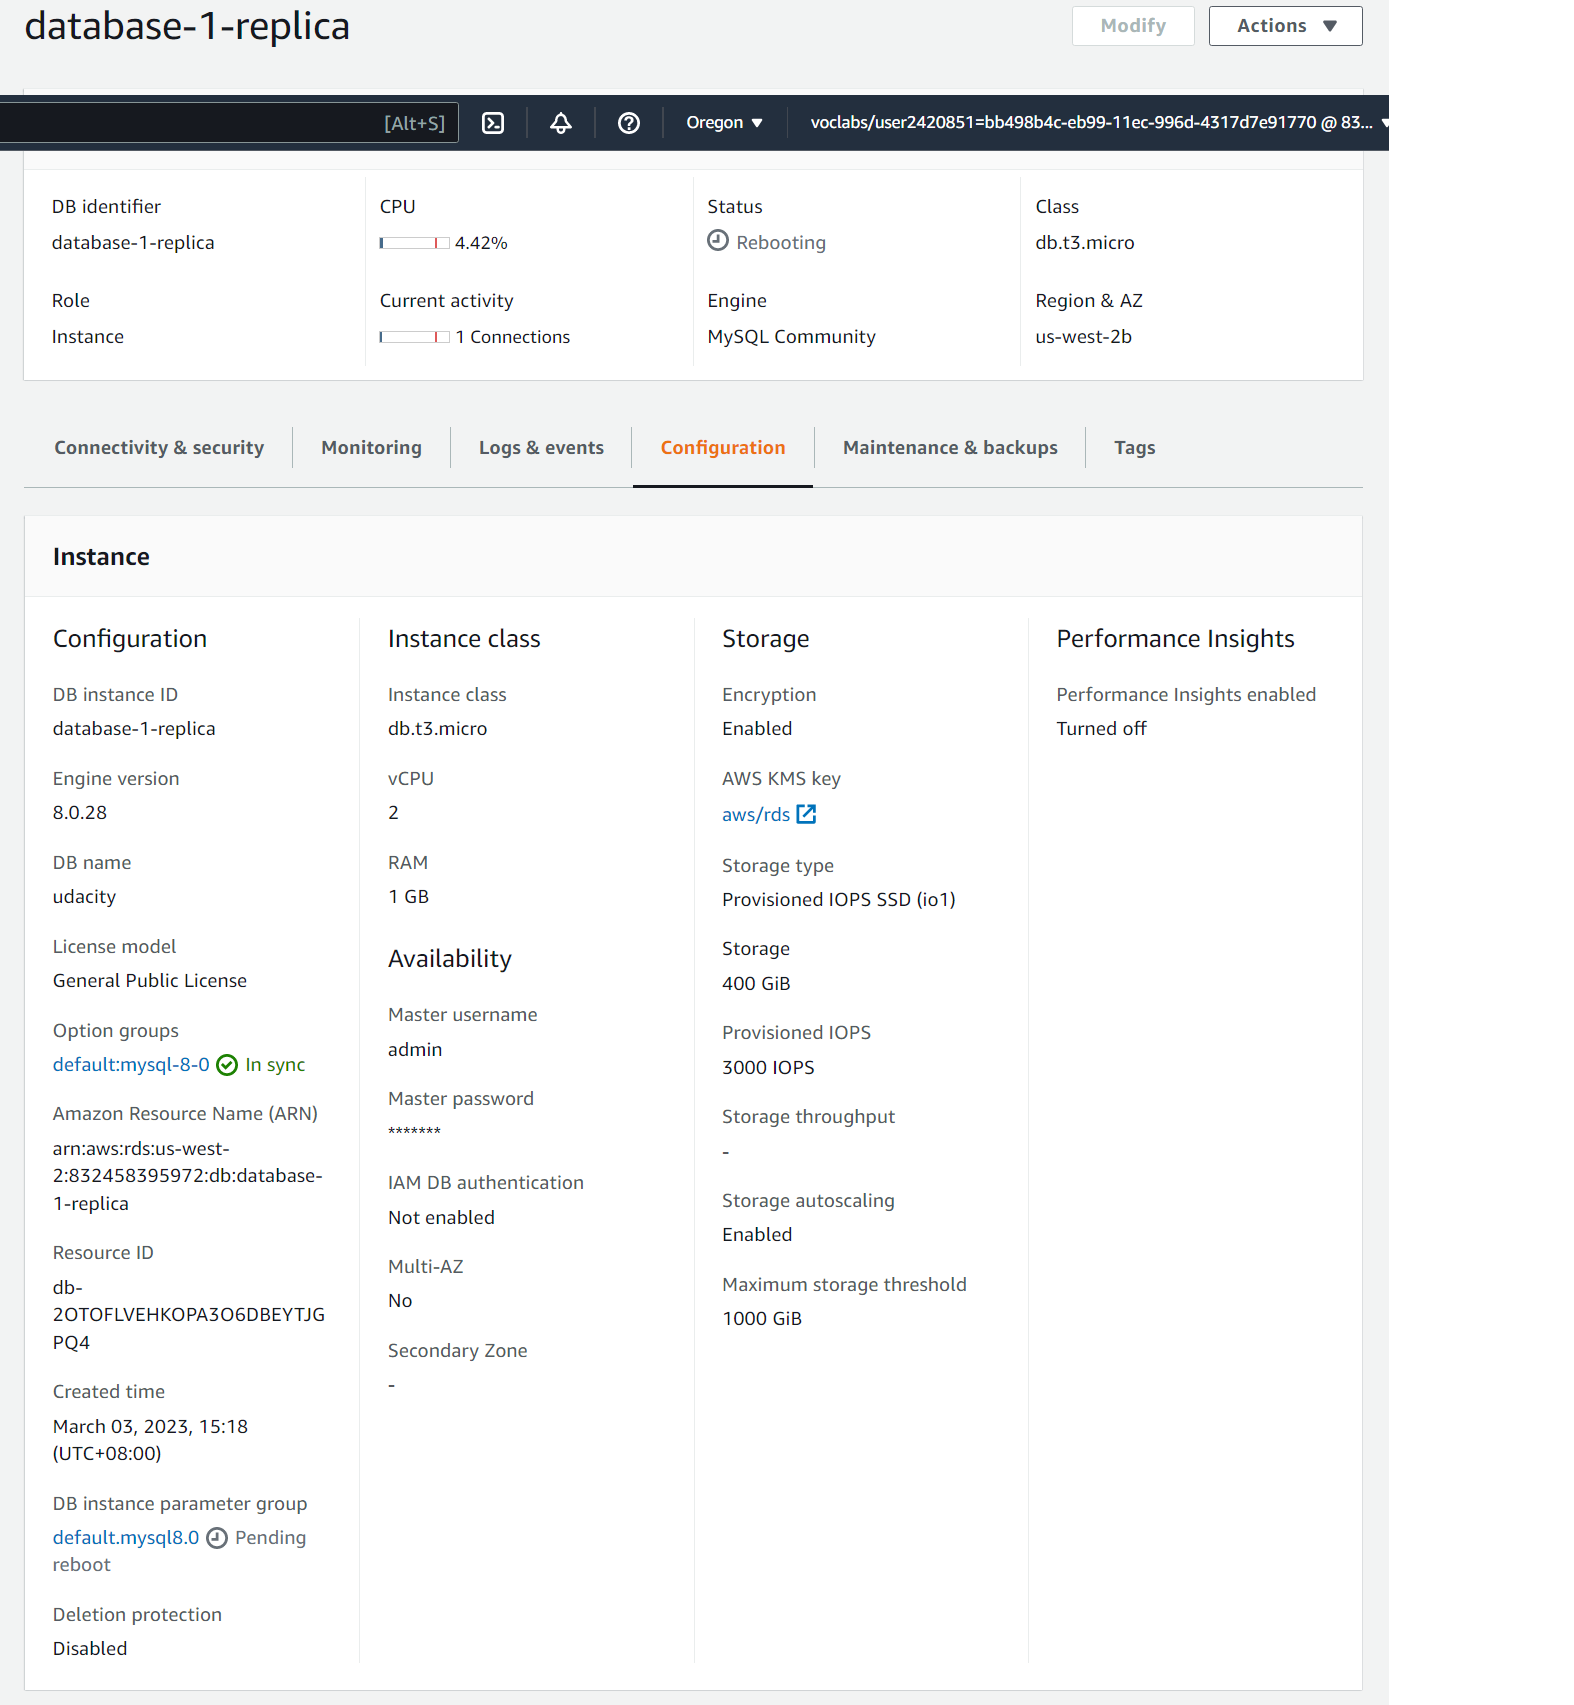 database-1-replica
Modify
Actions
[Alt+S]
Oregon
voclabs/user2420851=bb498b4c-eb99-11ec-996d-4317d7e91770 @ 83...
DB identifier
database-1-replica
CPU
4.42%
Status
Rebooting
Class
db.t3.micro
Role
Instance
Current activity
1 Connections
Engine
MySQL Community
Region & AZ
us-west-2b
Connectivity & security
Monitoring
Logs & events
Configuration
Maintenance & backups
Tags
Instance
Configuration
DB instance ID
database-1-replica
Engine version
8.0.28
DB name
udacity
License model
General Public License
Option groups
default:mysql-8-0 In sync
Amazon Resource Name (ARN)
arn:aws:rds:us-west-
2:832458395972:db:database-
1-replica
Resource ID
db-
2OTOFLVEHKOPA3O6DBEYTJG
PQ4
Created time
March 03, 2023, 15:18
(UTC+08:00)
DB instance parameter group
default.mysql8.0 Pending
reboot
Deletion protection
Disabled
Instance class
Instance class
db.t3.micro
vCPU
2
RAM
1 GB
Availability
Master username
admin
Master password
*******
IAM DB authentication
Not enabled
Multi-AZ
No
Secondary Zone
-
Storage
Encryption
Enabled
AWS KMS key
aws/rds
Storage type
Provisioned IOPS SSD (io1)
Storage
400 GiB
Provisioned IOPS
3000 IOPS
Storage throughput
-
Storage autoscaling
Enabled
Maximum storage threshold
1000 GiB
Performance Insights
Performance Insights enabled
Turned off